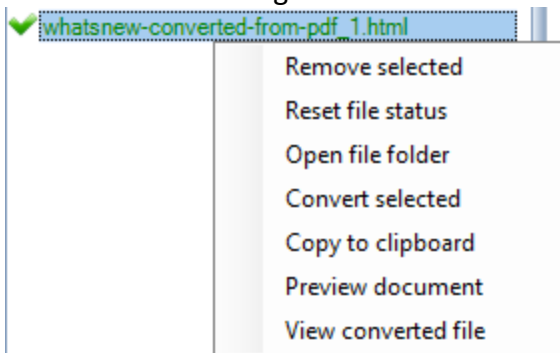 whatsnew-converted-from-pdf_1.html
Remove selected
Reset file status
Open file folder
Convert selected
Copy to clipboard
Preview document
View converted file